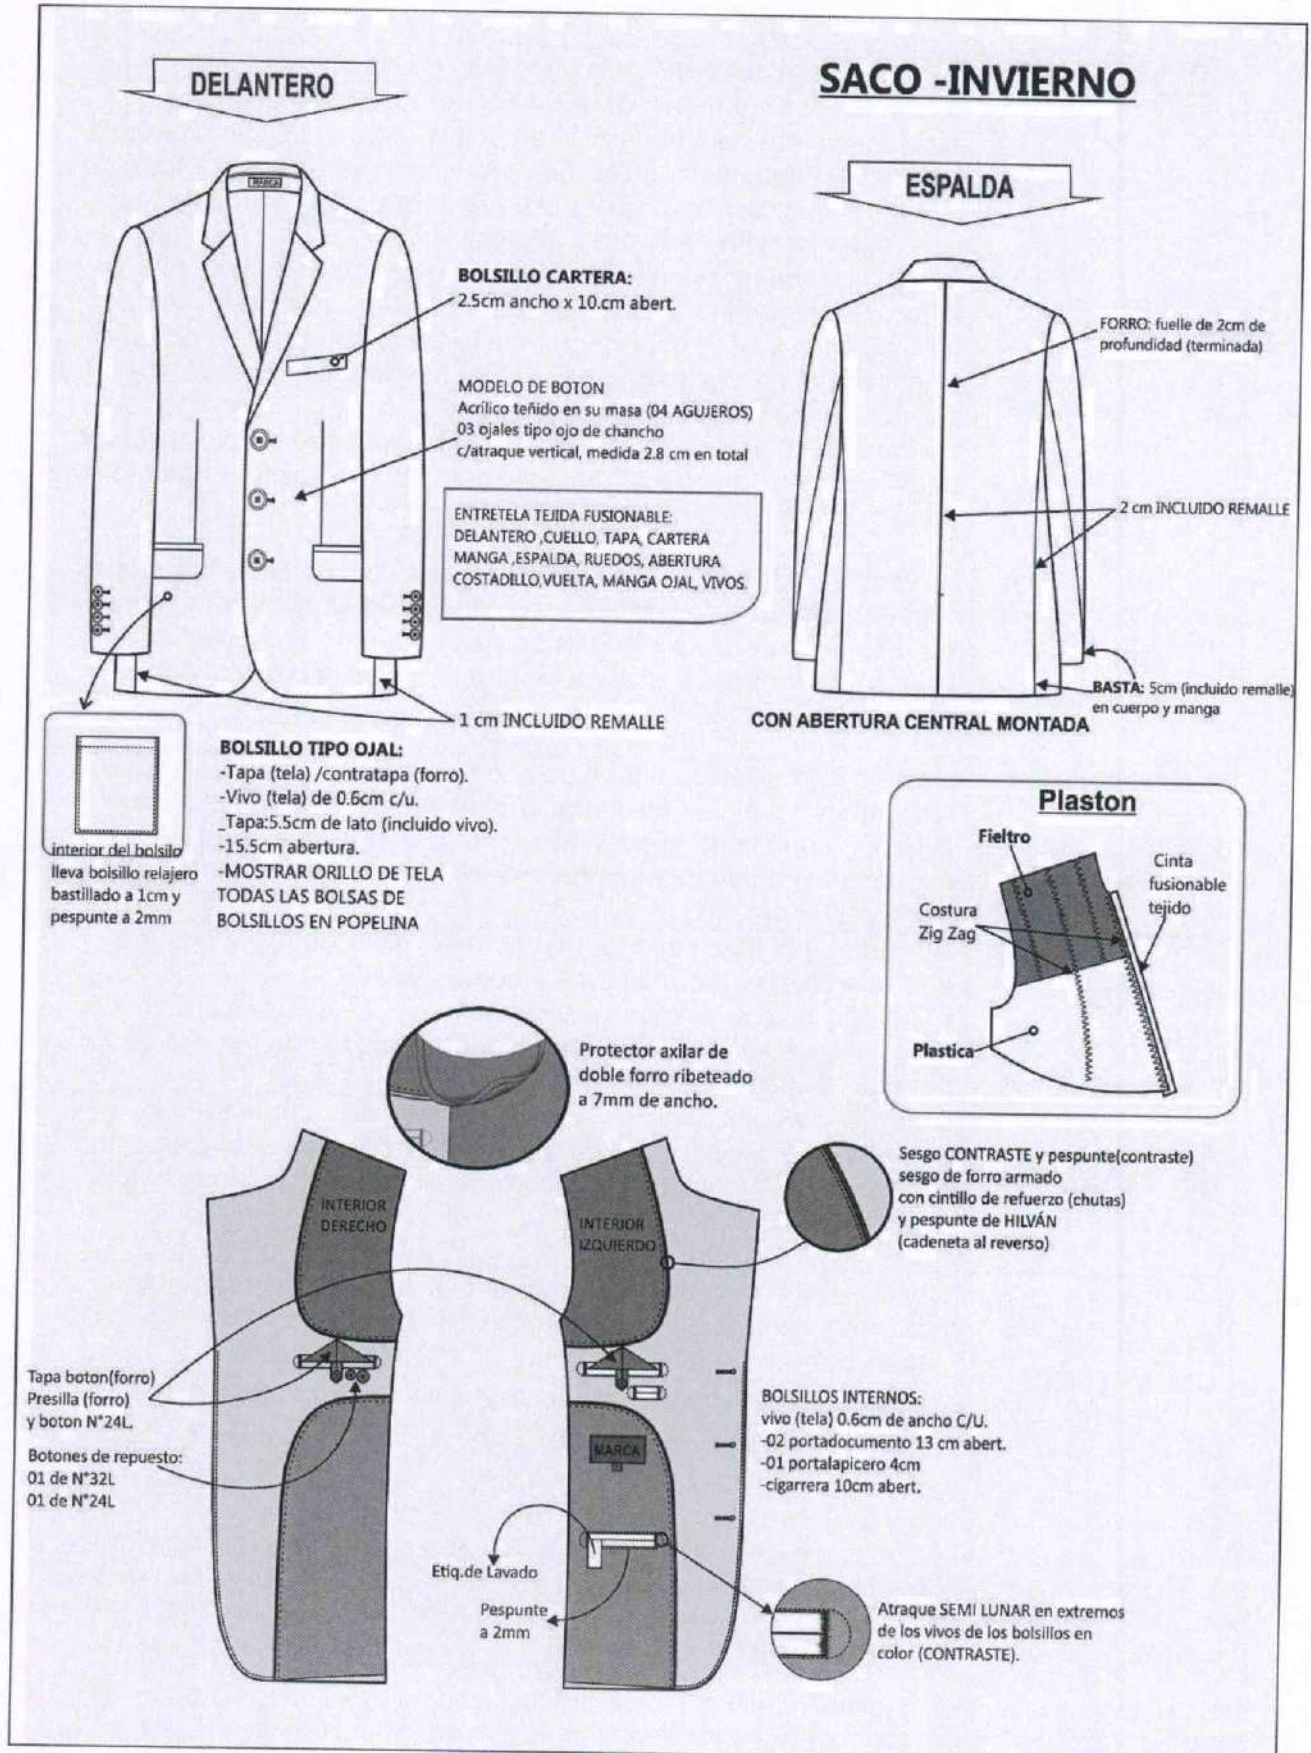 DELANTERO
SACO -INVIERNO
ESPALDA
MARCA
BOLSILLO CARTERA:
2.5cm ancho x 10.cm abert.
FORRO: fuelle de 2cm de
profundidad (terminada)
MODELO DE BOTON
Acrílico teñido en su masa (04 AGUJEROS)
03 ojales tipo ojo de chancho
c/atraque vertical, medida 2.8 cm en total
ENTRETELA TEJIDA FUSIONABLE:
DELANTERO ,CUELLO, TAPA, CARTERA
MANGA ,ESPALDA, RUEDOS, ABERTURA
COSTADILLO,VUELTA, MANGA OJAL, VIVOS.
2 cm INCLUIDO REMALLE
BASTA: 5cm (incluido remalle)
en cuerpo y manga
1 cm INCLUIDO REMALLE
CON ABERTURA CENTRAL MONTADA
interior del bolsilo
lleva bolsillo relajero
bastillado a 1cm y
pespunte a 2mm
BOLSILLO TIPO OJAL:
-Tapa (tela) /contratapa (forro).
-Vivo (tela) de 0.6cm c/u.
_Tapa:5.5cm de lato (incluido vivo).
-15.5cm abertura.
-MOSTRAR ORILLO DE TELA
TODAS LAS BOLSAS DE
BOLSILLOS EN POPELINA
Plaston
Fieltro
Cinta
fusionable
tejido
Costura
Zig Zag
Plastica
Protector axilar de
doble forro ribeteado
a 7mm de ancho.
Sesgo CONTRASTE y pespunte(contraste)
sesgo de forro armado
con cintillo de refuerzo (chutas)
y pespunte de HILVÁN
(cadeneta al reverso)
INTERIOR
DERECHO
INTERIOR
IZQUIERDO
Tapa boton(forro)
Presilla (forro)
y boton N°24L.
Botones de repuesto:
01 de N°32L
01 de N°24L
MARCA
BOLSILLOS INTERNOS:
vivo (tela) 0.6cm de ancho C/U.
-02 portadocumento 13 cm abert.
-01 portalapicero 4cm
-cigarrera 10cm abert.
Etiq.de Lavado
Pespunte
a 2mm
Atraque SEMI LUNAR en extremos
de los vivos de los bolsillos en
color (CONTRASTE).